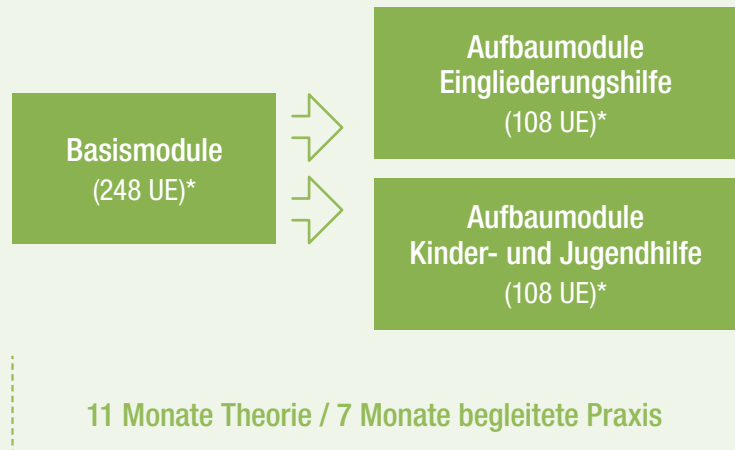 Basismodule
(248 UE)*
Aufbaumodule
Eingliederungshilfe
(108 UE)*
Aufbaumodule
Kinder- und Jugendhilfe
(108 UE)*
11 Monate Theorie / 7 Monate begleitete Praxis